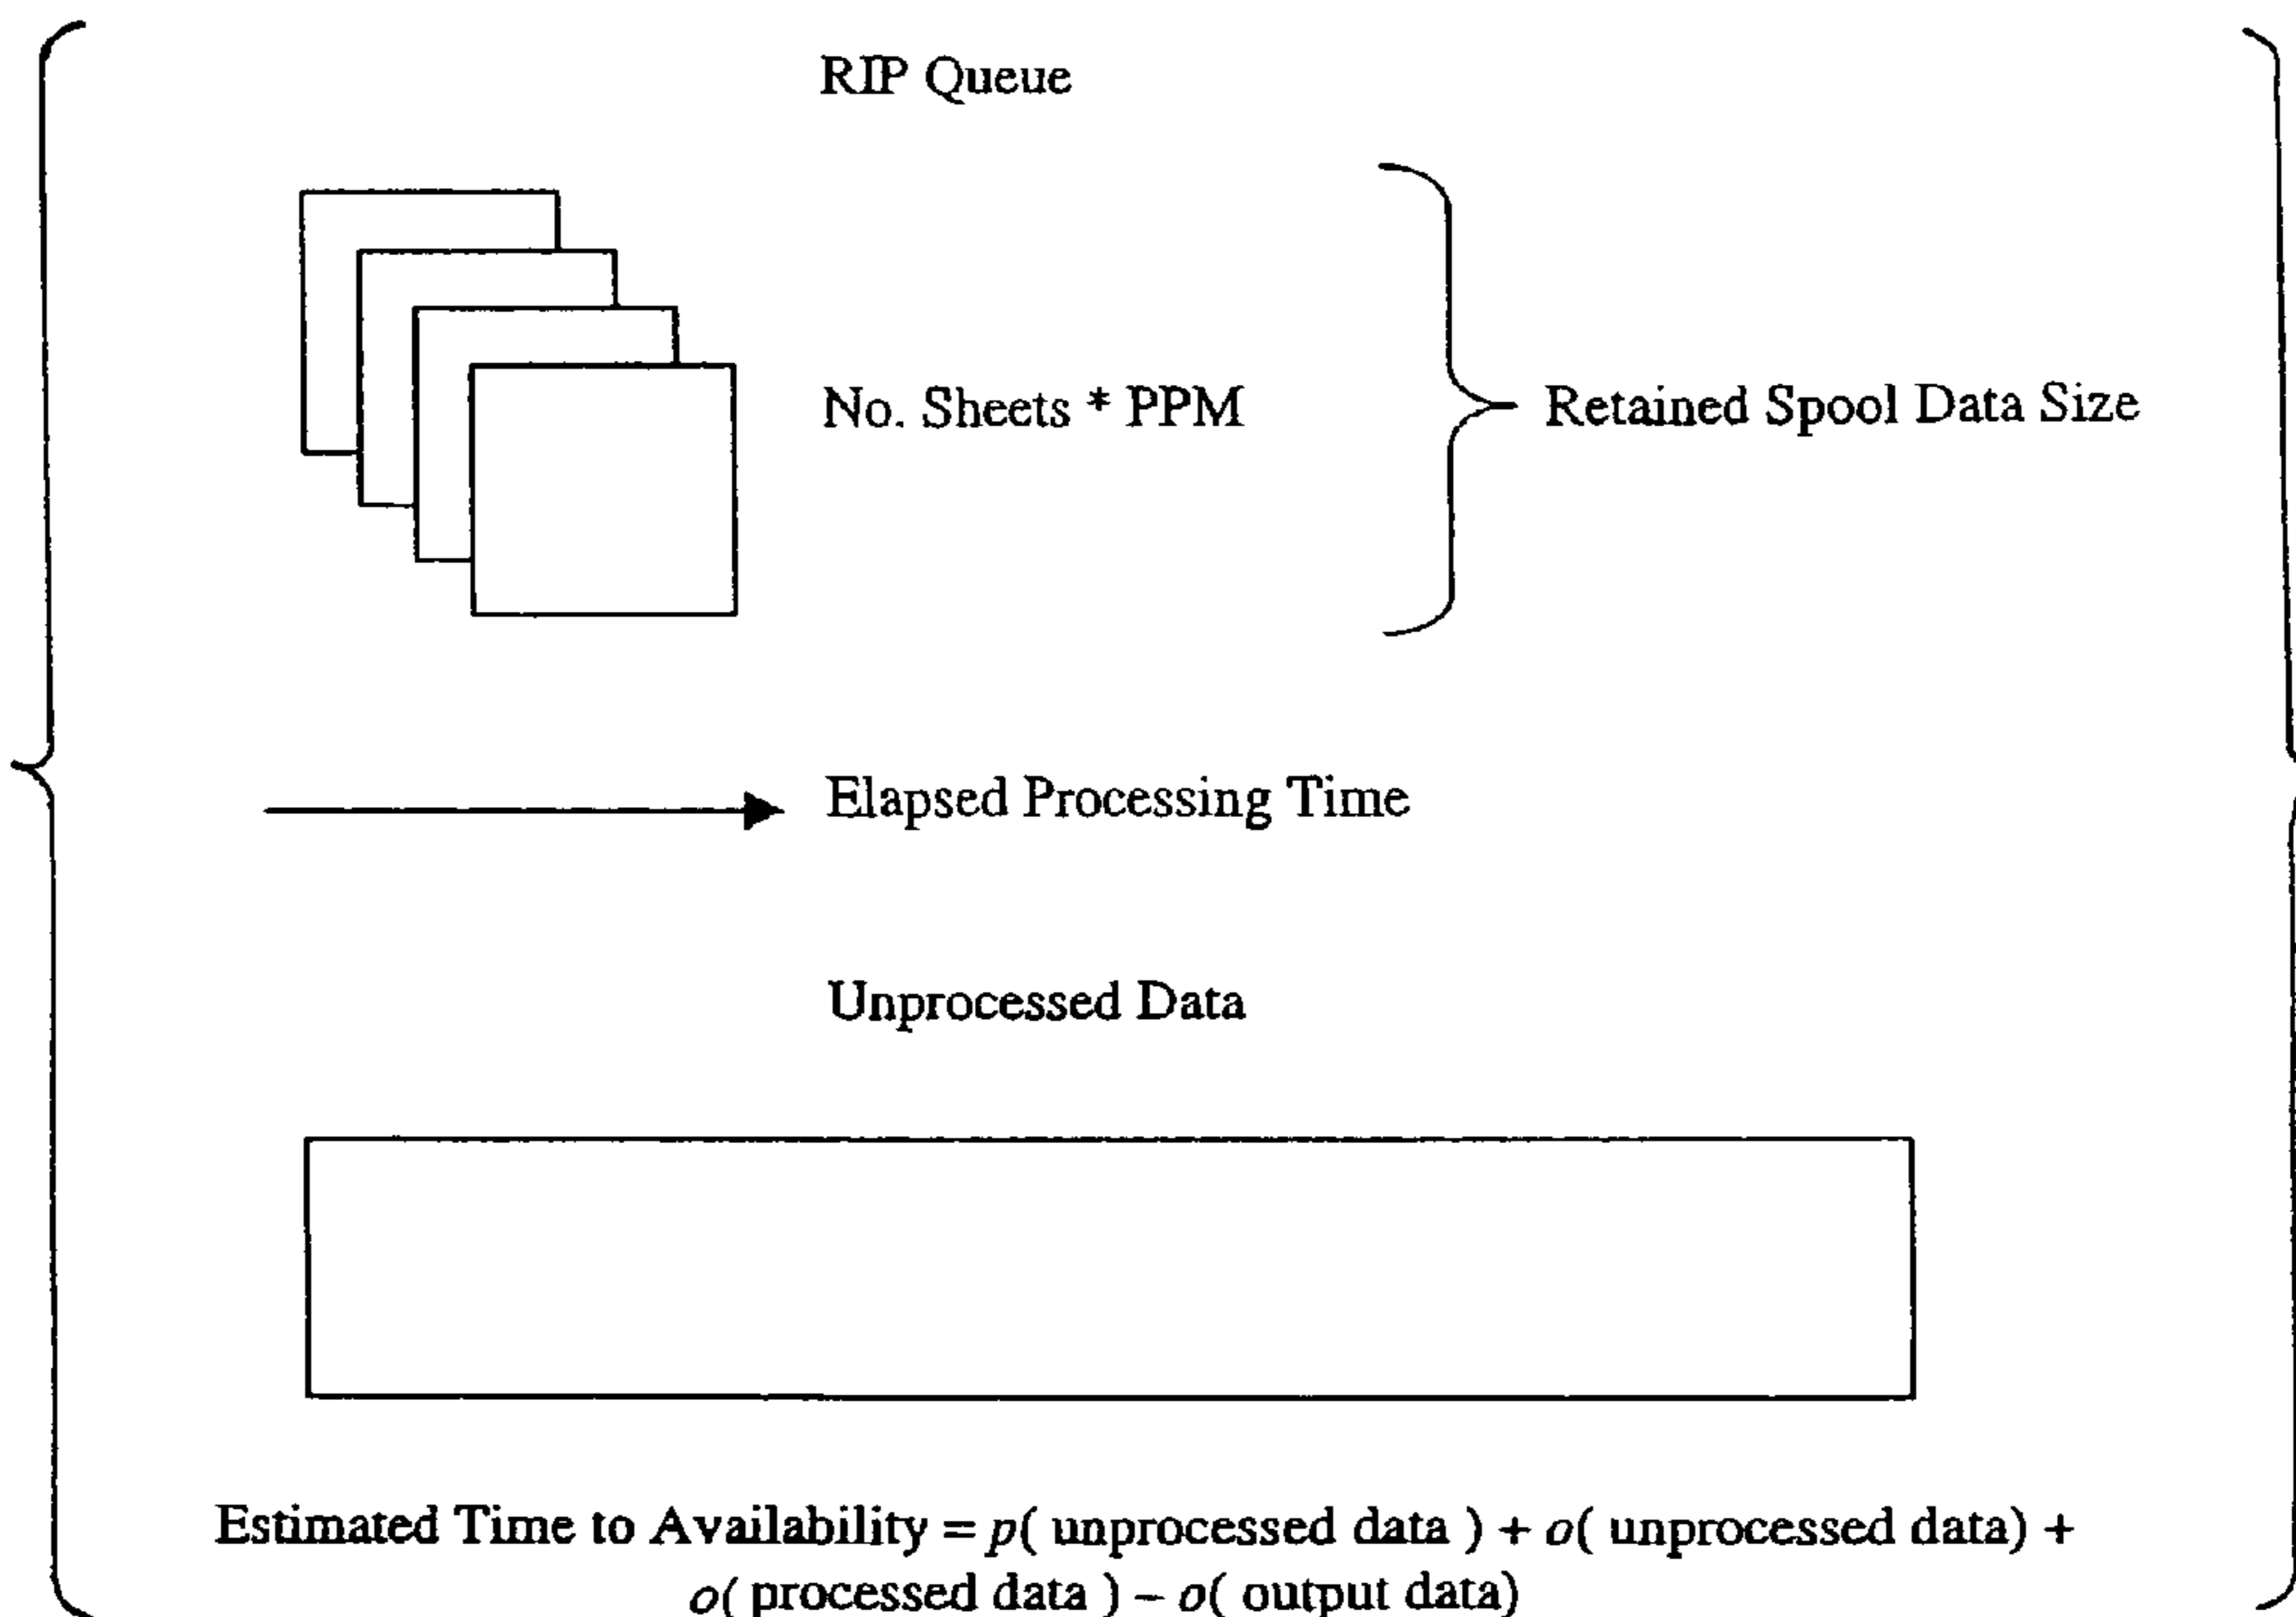 RIP Queue
No. Sheets * PPM
Retained Spool Data Size
Elapsed Processing Time
Unprocessed Data
Estimated Time to Availability = p( unprocessed data ) + o( unprocessed data) +
o( processed data ) – o( output data)